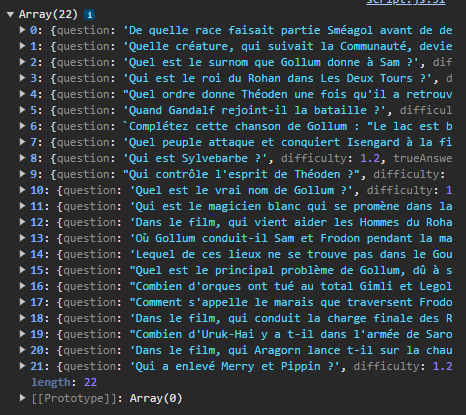 script.js:91
Array(22) i
0: {question: 'De quelle race faisait partie Sméagol avant de de
1: {question: 'Quelle créature, qui suivait la Communauté, devie
2: {question: 'Quel est le surnom que Gollum donne à Sam ?', dif
3: {question: 'Qui est le roi du Rohan dans Les Deux Tours ?', d
4: {question: "Quel ordre donne Théoden une fois qu'il a retrouv
5: {question: 'Quand Gandalf rejoint-il la bataille ?', difficul
6: {question: `Complétez cette chanson de Gollum : "Le lac est b
7: {question: 'Quel peuple attaque et conquiert Isengard à la fi
8: {question: 'Qui est Sylvebarbe ?', difficulty: 1.2, trueAnswe
9: {question: "Qui contrôle l'esprit de Théoden ?", difficulty:
10: {question: 'Quel est le vrai nom de Gollum ?', difficulty: 1
11: {question: 'Qui est le magicien blanc qui se promène dans la
12: {question: 'Dans le film, qui vient aider les Hommes du Roha
13: {question: 'Où Gollum conduit-il Sam et Frodon pendant la ma
14: {question: 'Lequel de ces lieux ne se trouve pas dans le Gou
15: {question: "Quel est le principal problème de Gollum, dû à s
16: {question: "Combien d'orques ont tué au total Gimli et Legol
17: {question: "Comment s'appelle le marais que traversent Frodo
18: {question: 'Dans le film, qui conduit la charge finale des R
19: {question: "Combien d'Uruk-Hai y a t-il dans l'armée de Saro
20: {question: 'Dans le film, qui Aragorn lance t-il sur la chau
21: {question: 'Qui a enlevé Merry et Pippin ?', difficulty: 1.2
length: 22
[[Prototype]]: Array(0)